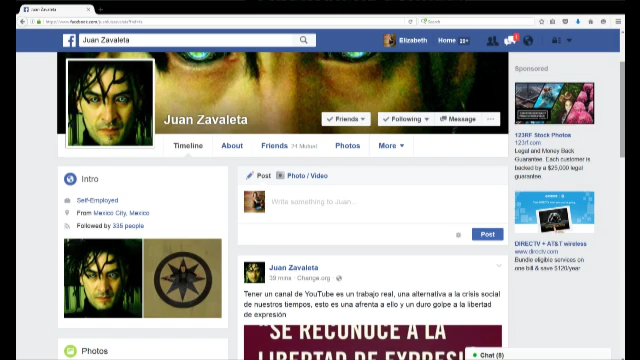 Juan Zavaleta
https://www.facebook.com/
Search
Juan Zavaleta
Elizabeth
Home 20+
Juan Zavaleta
Friends
Following
Message
Timeline
About
Friends 24 Mutual
Photos
More
Intro
Self-Employed
From Mexico City, Mexico
Followed by 335 people
Photos
Post
Photo / Video
Write something to Juan...
Post
Juan Zavaleta
39 mins · Change.org ·
Tener un canal de YouTube es un trabajo real, una alternativa a la crisis social
de nuestros tiempos, esto es una afrenta a ello y un duro golpe a la libertad
de expresión
"SE RECONOCE A LA
LIBERTAD DE EXPRESI
Sponsored
123RF Stock Photos
123rf.com
Legal and Money Back
Guarantee. Each customer is
backed by a $25,000 legal
guarantee.
DIRECTV + AT&T wireless
www.directv.com
Bundle eligible services on
one bill & save $120/year
Chat (8)